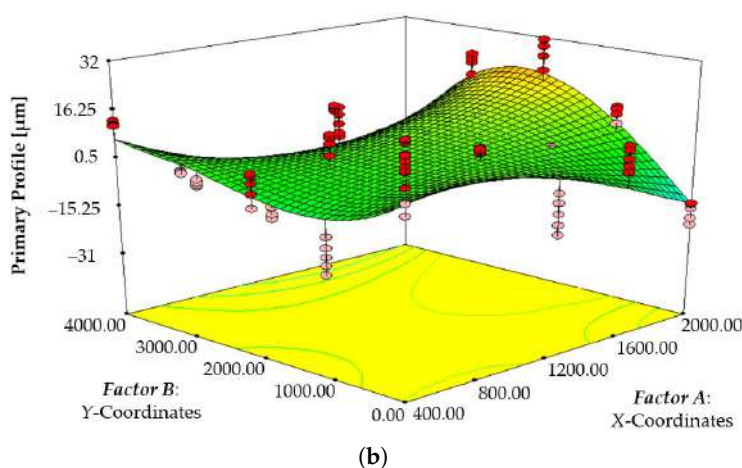 Primary Profile [µm]
32
16.25
0.5
−15.25
−31
4000.00
3000.00
2000.00
1000.00
0.00
400.00
800.00
1200.00
1600.00
2000.00
Factor B:
Y-Coordinates
Factor A:
X-Coordinates
(b)